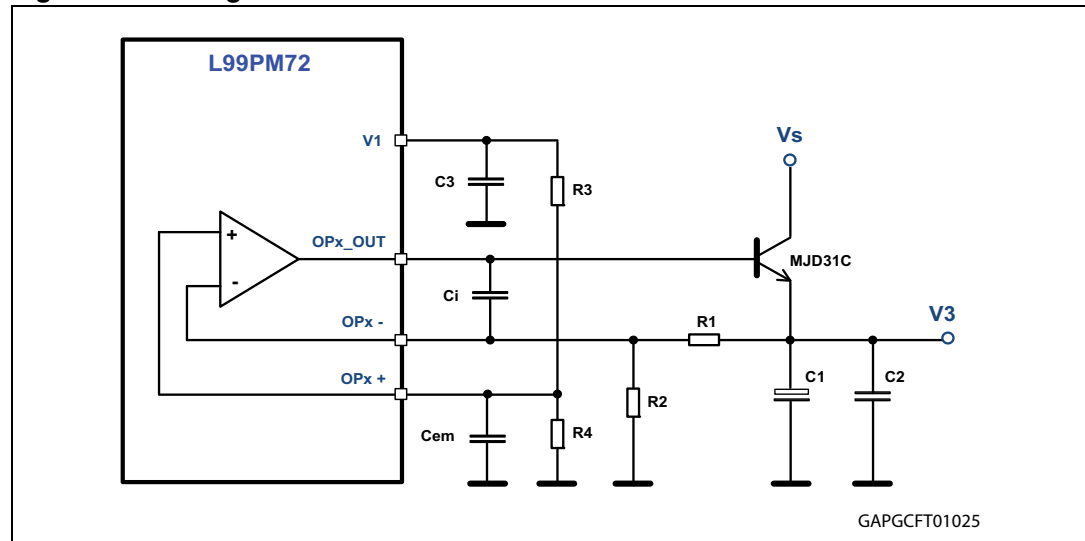 L99PM72
V1
Vs
C3
R3
+
OPx_OUT
MJD31C
-
Ci
V3
OPx -
R1
C1
C2
OPx +
R2
Cem
R4
GAPGCFT01025